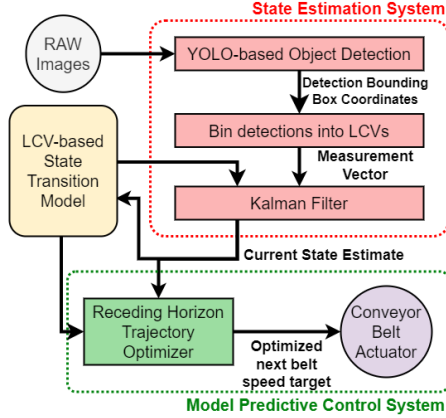 State Estimation System
RAW
Images
YOLO-based Object Detection
Detection Bounding
Box Coordinates
Bin detections into LCVs
Measurement
Vector
LCV-based
State
Transition
Model
Kalman Filter
Current State Estimate
Receding Horizon
Trajectory
Optimizer
Optimized
next belt
speed target
Conveyor
Belt
Actuator
Model Predictive Control System